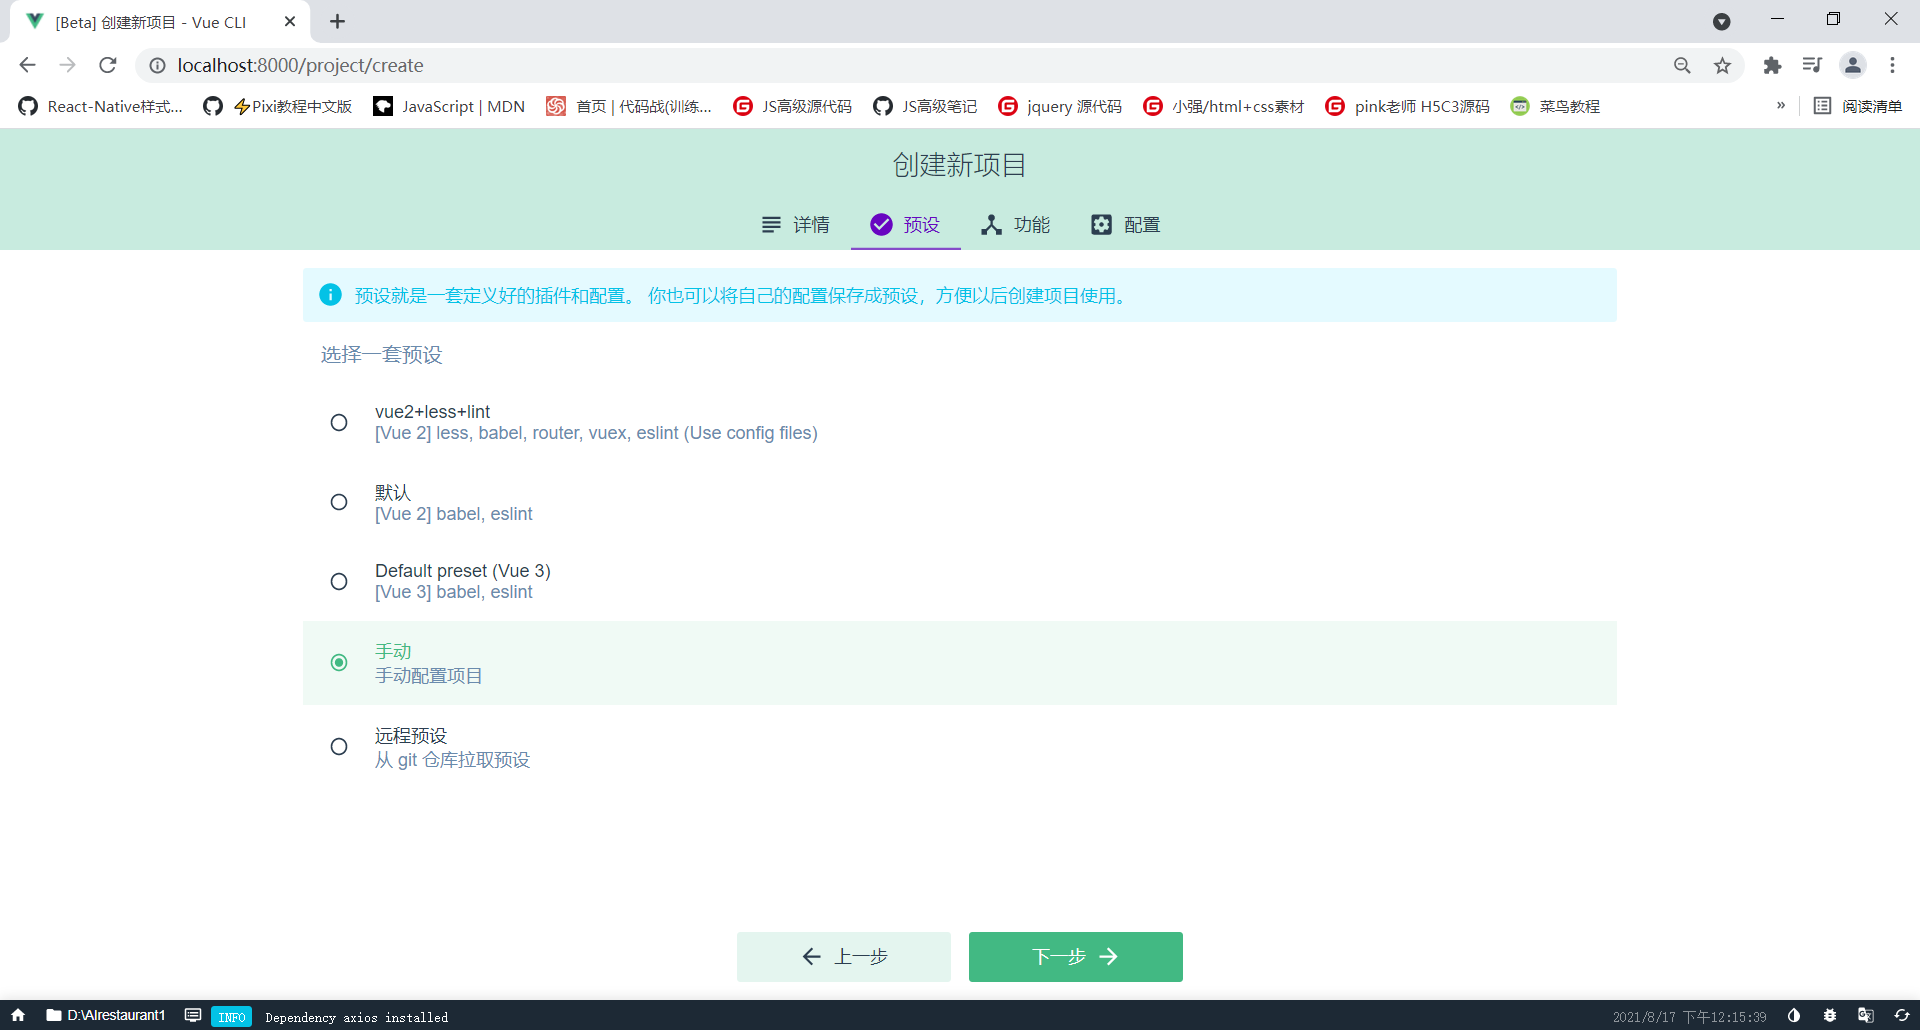 [Beta] 创建新项目 - Vue CLI
localhost:8000/project/create
React-Native样式...
⚡Pixi教程中文版
JavaScript | MDN
首页 | 代码战(训练...
JS高级源代码
JS高级笔记
jquery 源代码
小强/html+css素材
pink老师 H5C3源码
菜鸟教程
»
阅读清单
创建新项目
详情
预设
功能
配置
预设就是一套定义好的插件和配置。 你也可以将自己的配置保存成预设，方便以后创建项目使用。
选择一套预设
vue2+less+lint
[Vue 2] less, babel, router, vuex, eslint (Use config files)
默认
[Vue 2] babel, eslint
Default preset (Vue 3)
[Vue 3] babel, eslint
手动
手动配置项目
远程预设
从 git 仓库拉取预设
上一步
下一步
D:\AIrestaurant1
INFO
Dependency axios installed
2021/8/17 下午12:15:39